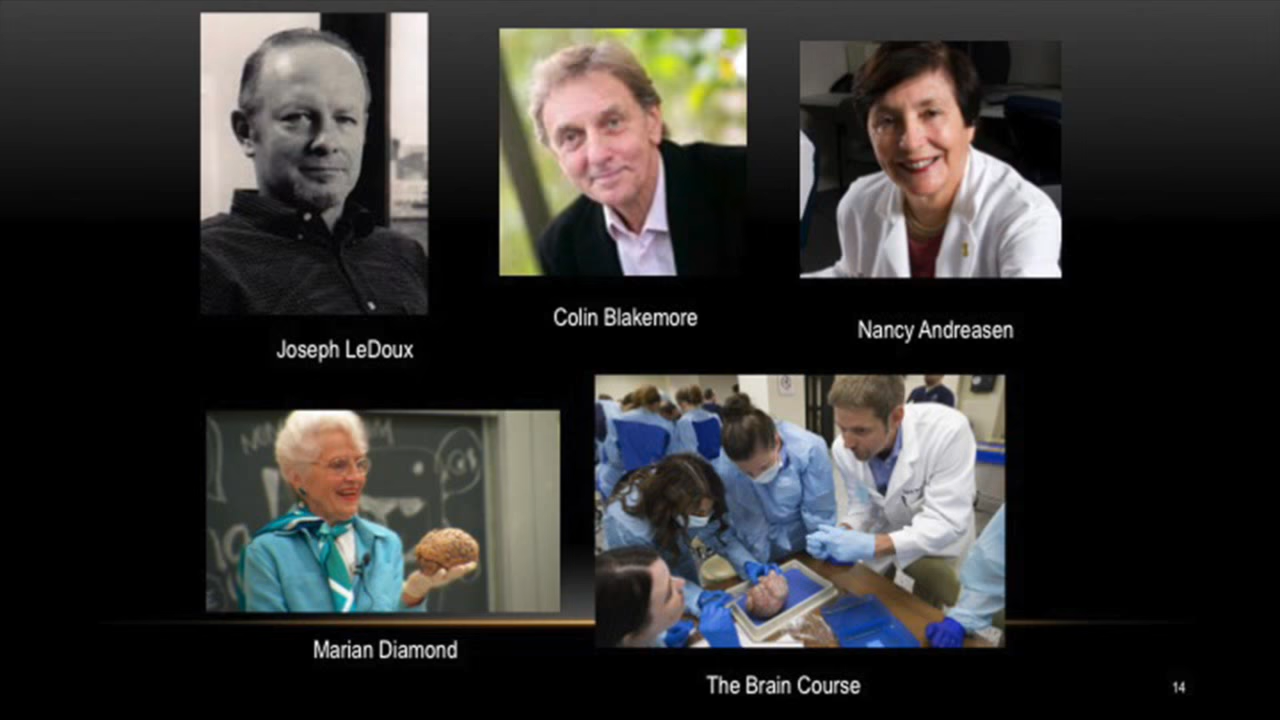 Joseph LeDoux
Colin Blakemore
Nancy Andreasen
Marian Diamond
The Brain Course
14